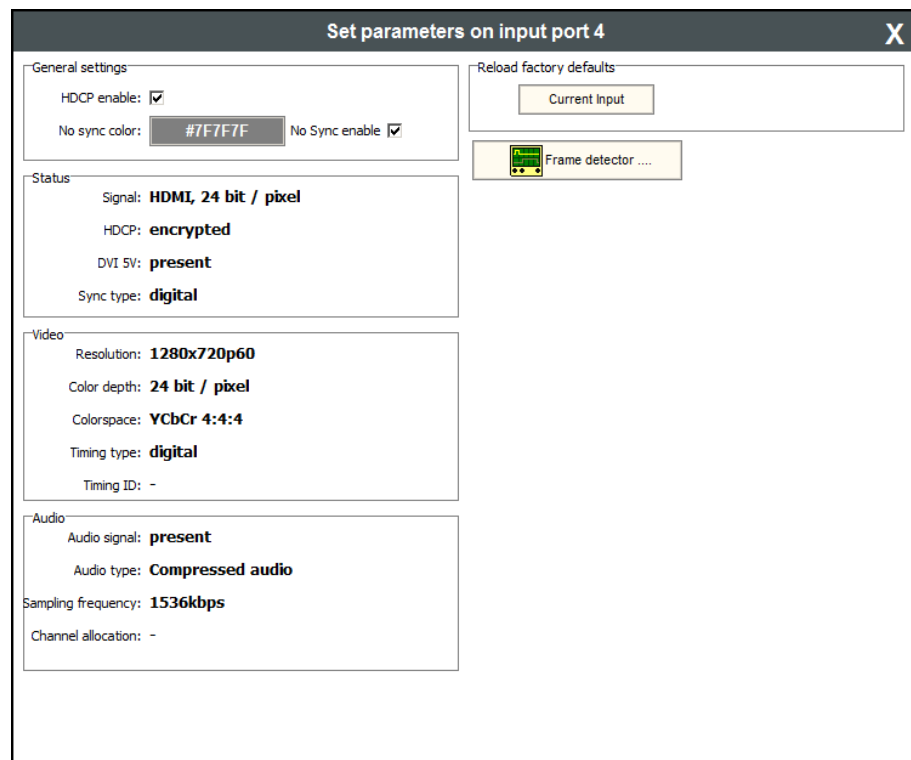 Set parameters on input port 4 X
General settings
HDCP enable:
No sync color: #7F7F7F No Sync enable
Status
Signal: HDMI, 24 bit / pixel
HDCP: encrypted
DVI 5V: present
Sync type: digital
Video
Resolution: 1280x720p60
Color depth: 24 bit / pixel
Colorspace: YCbCr 4:4:4
Timing type: digital
Timing ID: -
Audio
Audio signal: present
Audio type: Compressed audio
Sampling frequency: 1536kbps
Channel allocation: -
Reload factory defaults
Current Input
Frame detector ....